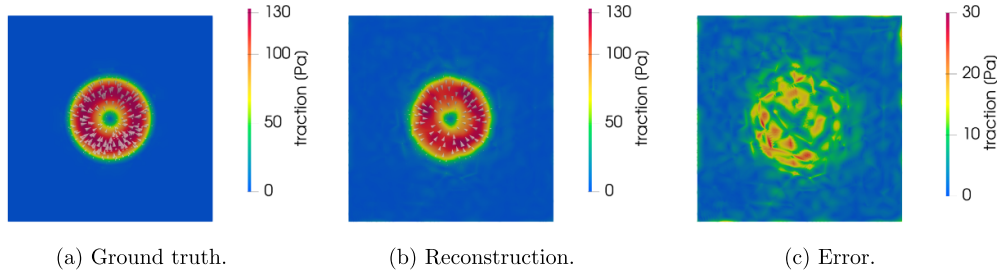 130
100
50
0
traction (Pa)
130
100
50
0
traction (Pa)
30
20
10
0
traction (Pa)
(a) Ground truth.
(b) Reconstruction.
(c) Error.